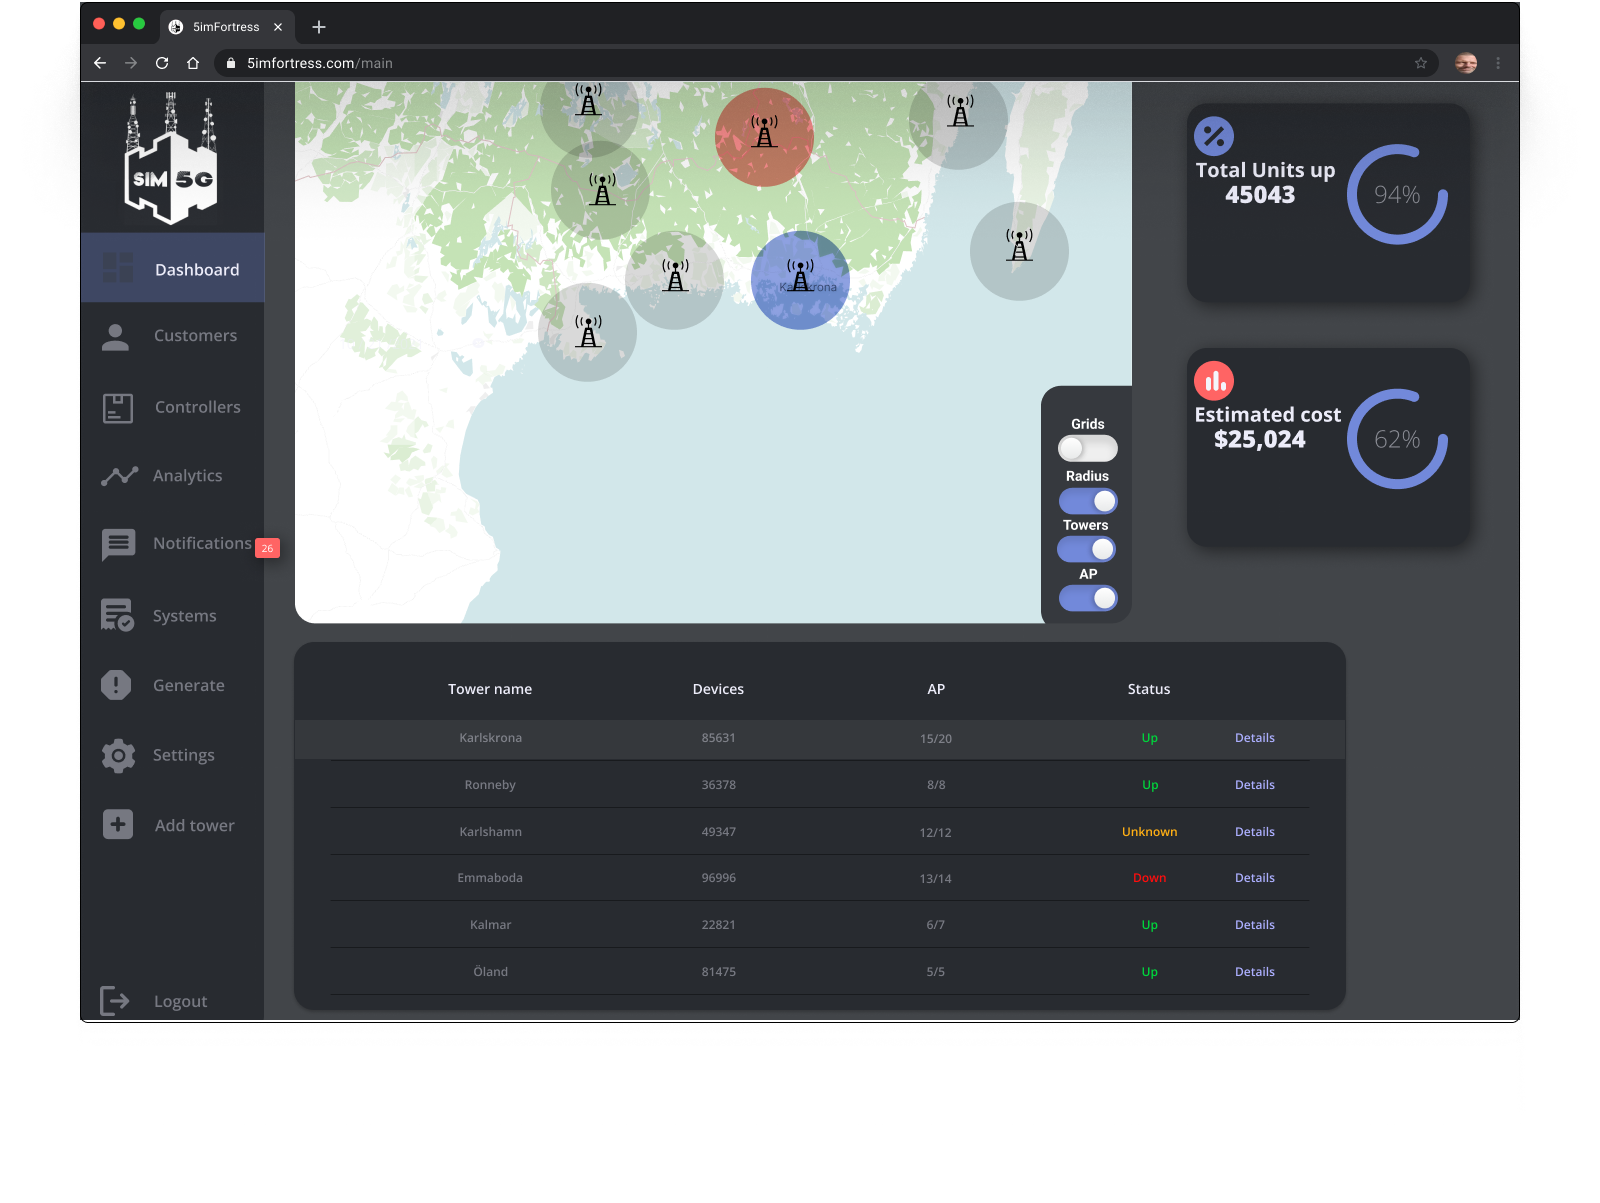 5imFortress
5imfortress.com/main
SIM 5G
Dashboard
Customers
Controllers
Analytics
Notifications 26
Systems
Generate
Settings
Add tower
Logout
Karlskrona
Grids
Radius
Towers
AP
Total Units up
45043
94%
Estimated cost
$25,024
62%
Tower name Devices AP Status
Karlskrona 85631 15/20 Up Details
Ronneby 36378 8/8 Up Details
Karlshamn 49347 12/12 Unknown Details
Emmaboda 96996 13/14 Down Details
Kalmar 22821 6/7 Up Details
Öland 81475 5/5 Up Details